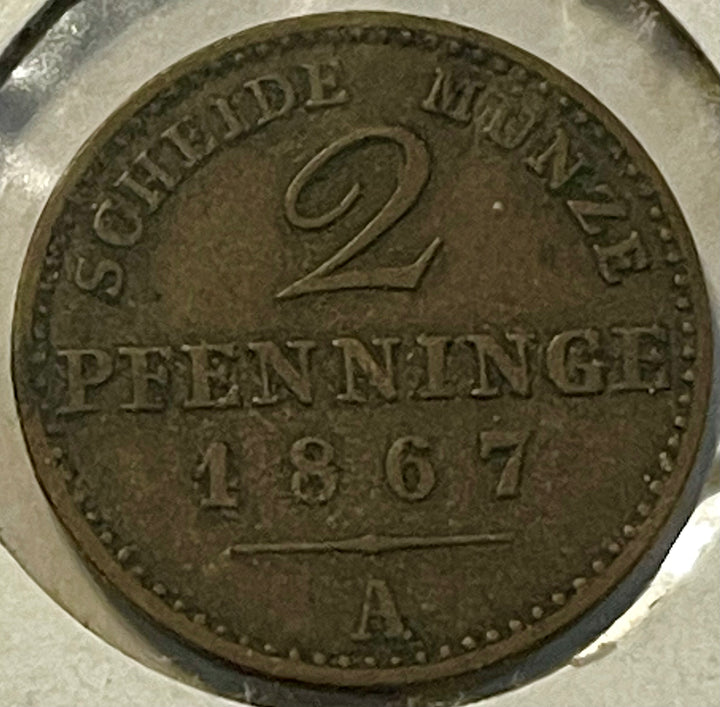 SCHEIDE MÜNZE
2
PFENNINGE
1867
A